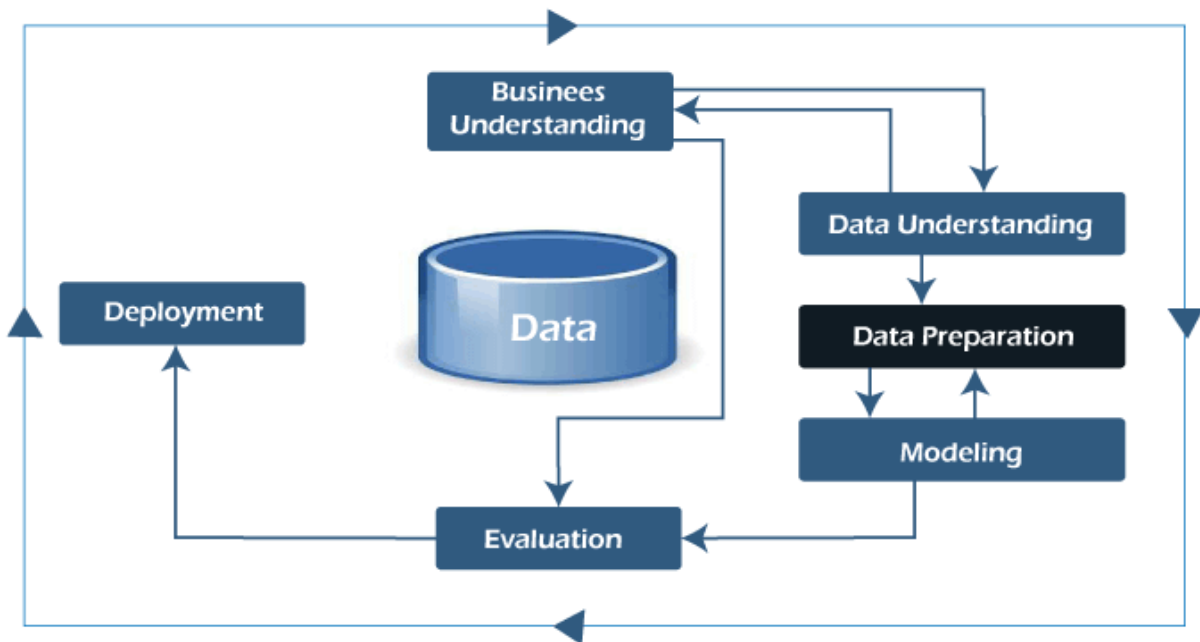 Businees
Understanding
Data Understanding
Deployment
Data
Data Preparation
Modeling
Evaluation